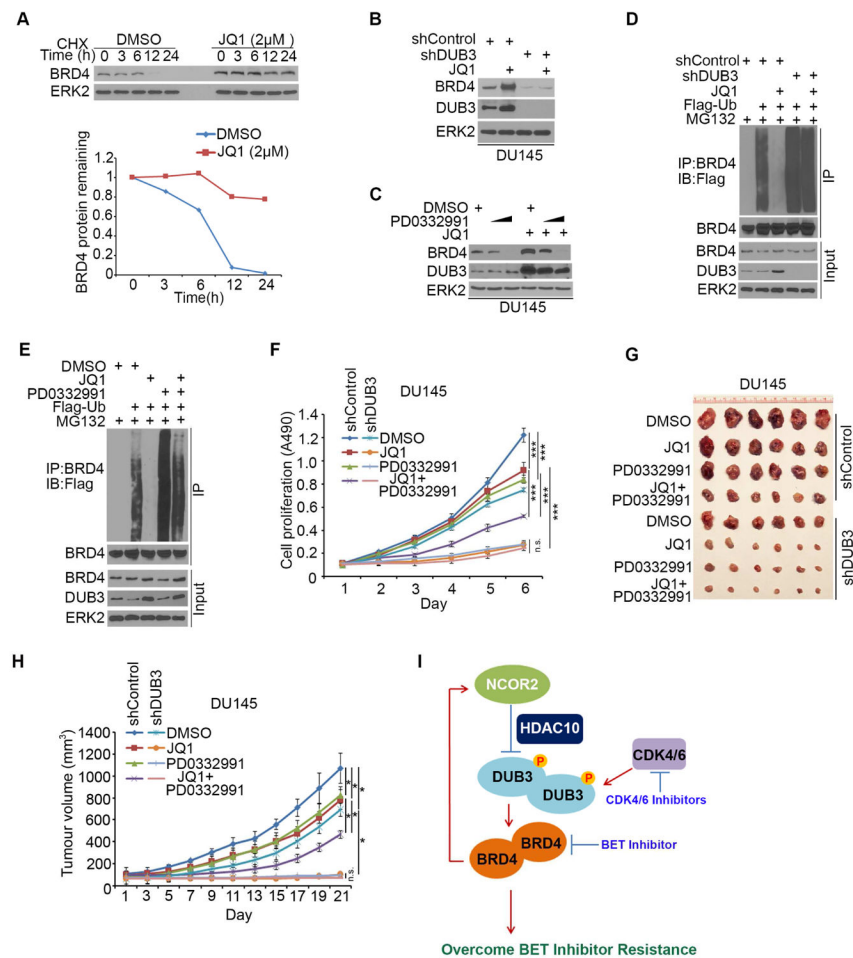 A
CHX DMSO JQ1 (2μM )
Time (h) 0 3 6 12 24 0 3 6 12 24
BRD4
ERK2
DMSO
JQ1 (2μM)
BRD4 protein remaining
1.2
1
0.8
0.6
0.4
0.2
0
0 3 6 12 24
Time(h)
B
shControl + +
shDUB3 + +
JQ1 + +
BRD4
DUB3
ERK2
DU145
C
DMSO + +
PD0332991
JQ1 + + +
BRD4
DUB3
ERK2
DU145
D
shControl + + +
shDUB3 + +
JQ1 + +
Flag-Ub + + + +
MG132 + + + + +
IP:BRD4
IB:Flag
IP
BRD4
BRD4
DUB3
ERK2
Input
E
DMSO + +
JQ1 + +
PD0332991 + +
Flag-Ub + + + +
MG132 + + + + +
IP:BRD4
IB:Flag
IP
BRD4
BRD4
DUB3
ERK2
Input
F
shControl
shDUB3
DU145
DMSO
JQ1
PD0332991
JQ1+
PD0332991
Cell proliferation (A490)
1.4
1.2
1.0
0.8
0.6
0.4
0.2
0
1 2 3 4 5 6
Day
***
***
***
***
***
n.s.
G
DU145
DMSO
JQ1
PD0332991
JQ1+
PD0332991
shControl
DMSO
JQ1
PD0332991
JQ1+
PD0332991
shDUB3
H
shControl
shDUB3
DU145
DMSO
JQ1
PD0332991
JQ1+
PD0332991
Tumour volume (mm³)
1400
1200
1000
800
600
400
200
0
1 3 5 7 9 11 13 15 17 19 21
Day
*
*
*
*
*
*
n.s.
I
NCOR2
HDAC10
P
DUB3
P
DUB3
CDK4/6
CDK4/6 Inhibitors
BRD4
BRD4
BET Inhibitor
Overcome BET Inhibitor Resistance